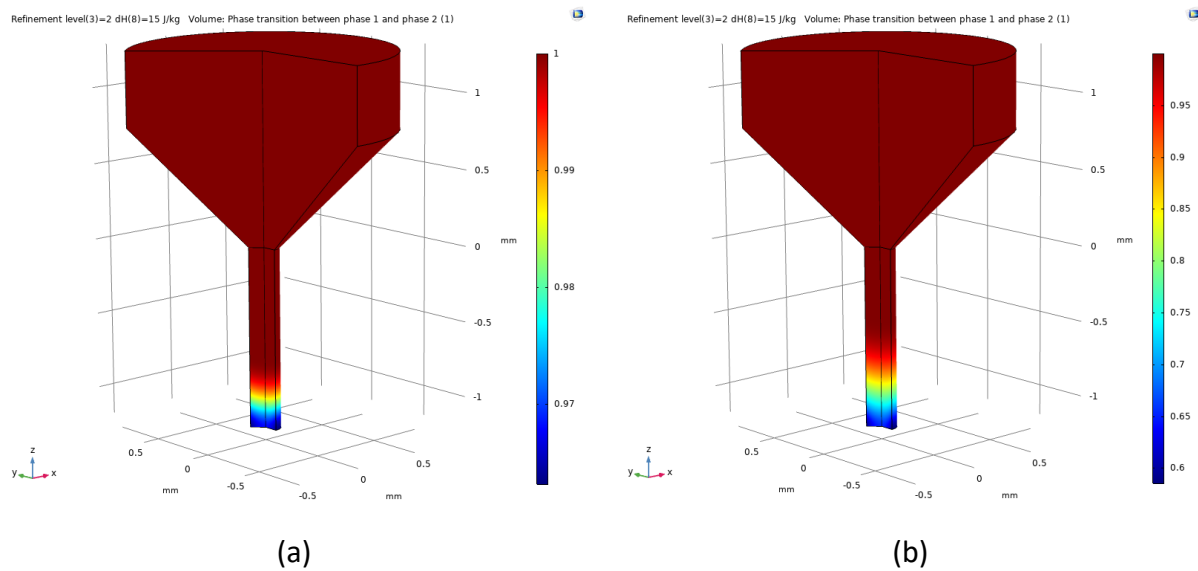 Refinement level(3)=2 dH(8)=15 J/kg   Volume: Phase transition between phase 1 and phase 2 (1)
1
0.5
0
mm
-0.5
-1
0.5
0
mm
-0.5
-0.5
0
0.5
z
y
x
1
0.99
0.98
0.97
(a)
Refinement level(3)=2 dH(8)=15 J/kg   Volume: Phase transition between phase 1 and phase 2 (1)
1
0.5
0
mm
-0.5
-1
0.5
0
mm
-0.5
-0.5
0
0.5
z
y
x
0.95
0.9
0.85
0.8
0.75
0.7
0.65
0.6
(b)